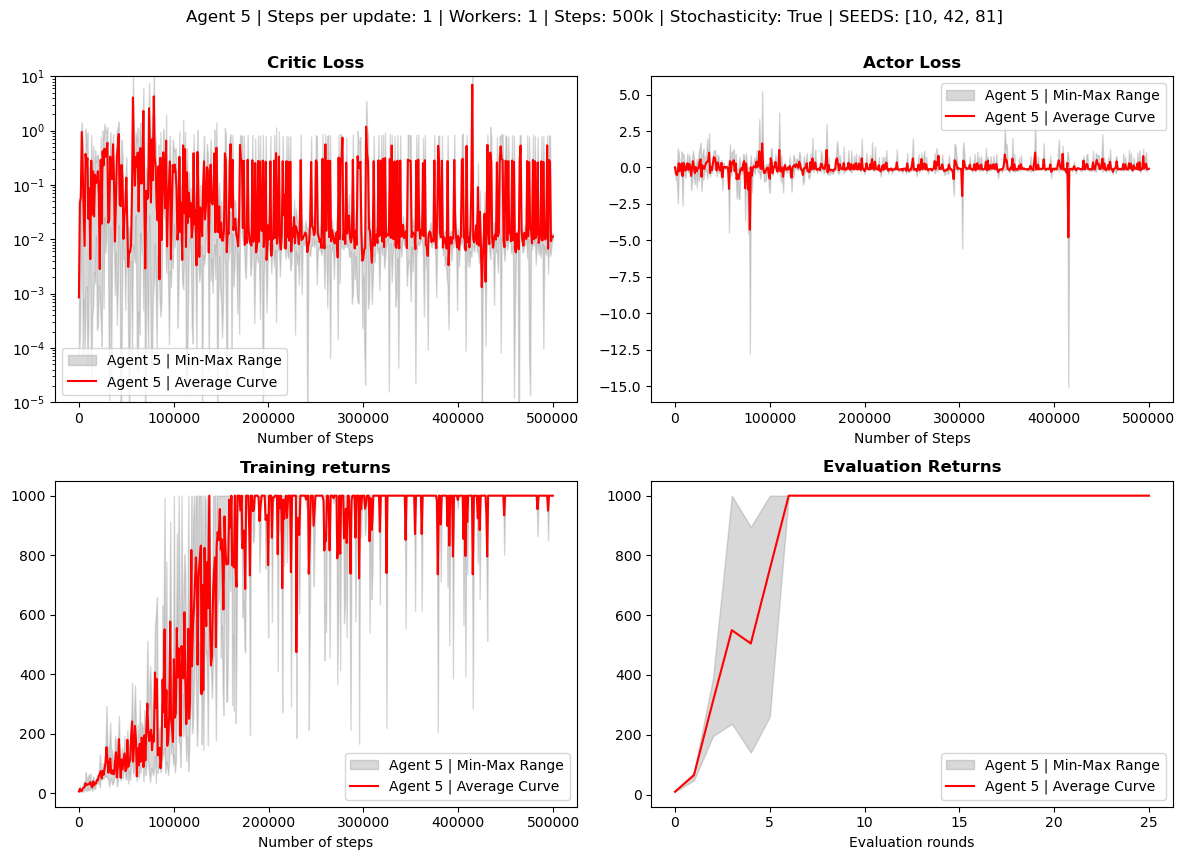 Agent 5 | Steps per update: 1 | Workers: 1 | Steps: 500k | Stochasticity: True | SEEDS: [10, 42, 81]
Critic Loss
10^1
10^0
10^-1
10^-2
10^-3
10^-4
10^-5
Agent 5 | Min-Max Range
Agent 5 | Average Curve
0 100000 200000 300000 400000 500000
Number of Steps
Actor Loss
5.0
2.5
0.0
−2.5
−5.0
−7.5
−10.0
−12.5
−15.0
Agent 5 | Min-Max Range
Agent 5 | Average Curve
0 100000 200000 300000 400000 500000
Number of Steps
Training returns
1000
800
600
400
200
0
Agent 5 | Min-Max Range
Agent 5 | Average Curve
0 100000 200000 300000 400000 500000
Number of steps
Evaluation Returns
1000
800
600
400
200
0
Agent 5 | Min-Max Range
Agent 5 | Average Curve
0 5 10 15 20 25
Evaluation rounds